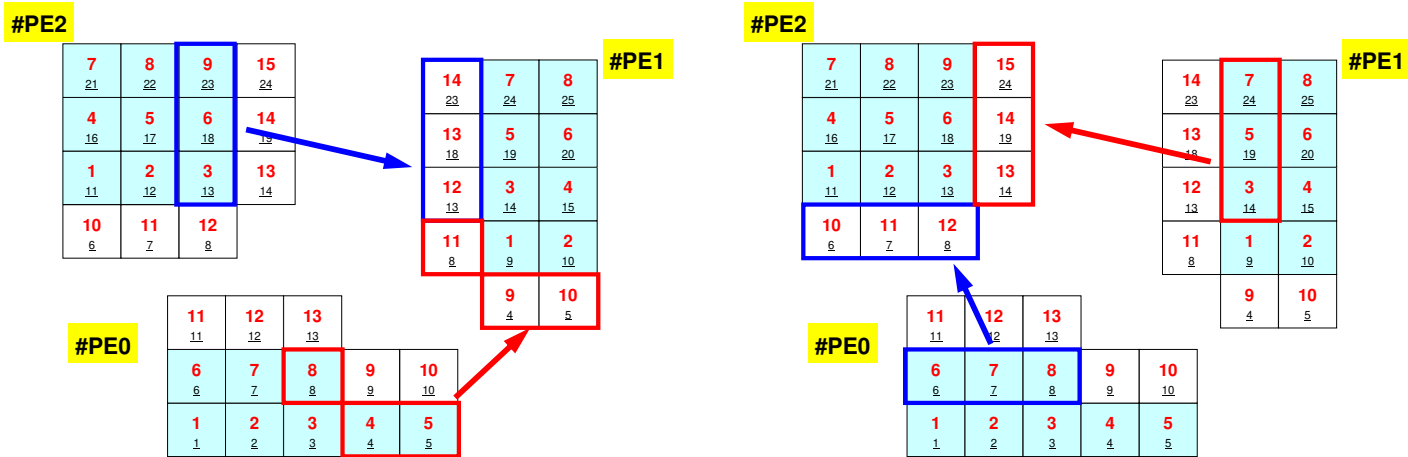 #PE2
7 8 9 15
21 22 23 24
4 5 6 14
16 17 18 19
1 2 3 13
11 12 13 14
10 11 12
6 7 8
#PE1
14 7 8
23 24 25
13 5 6
18 19 20
12 3 4
13 14 15
11 1 2
8 9 10
9 10
4 5
#PE0
11 12 13
11 12 13
6 7 8 9 10
6 7 8 9 10
1 2 3 4 5
1 2 3 4 5
#PE2
7 8 9 15
21 22 23 24
4 5 6 14
16 17 18 19
1 2 3 13
11 12 13 14
10 11 12
6 7 8
#PE1
14 7 8
23 24 25
13 5 6
18 19 20
12 3 4
13 14 15
11 1 2
8 9 10
9 10
4 5
#PE0
11 12 13
11 12 13
6 7 8 9 10
6 7 8 9 10
1 2 3 4 5
1 2 3 4 5